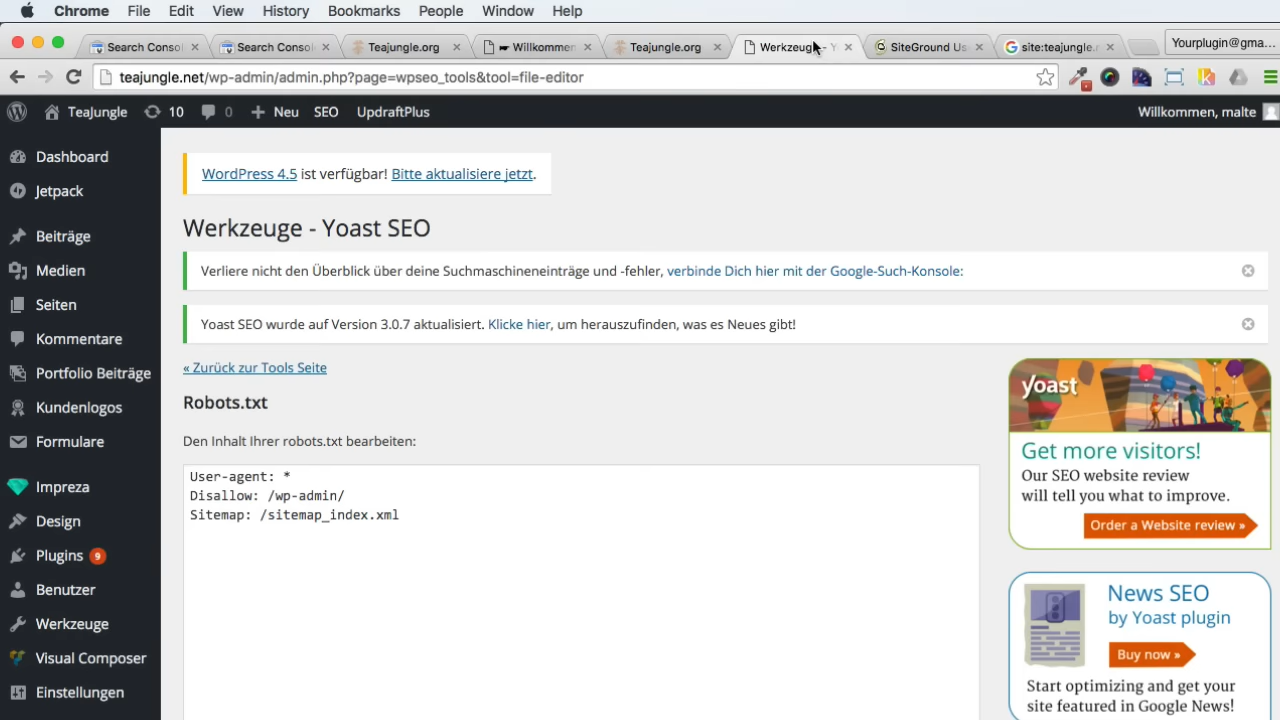 Chrome File Edit View History Bookmarks People Window Help
Search Consol Search Consol Teajungle.org Willkommen Teajungle.org Werkzeuge - Y SiteGround Us site:teajungle.n Yourplugin@gma...
teajungle.net/wp-admin/admin.php?page=wpseo_tools&tool=file-editor
TeaJungle 10 0 Neu SEO UpdraftPlus Willkommen, malte
Dashboard
Jetpack
Beiträge
Medien
Seiten
Kommentare
Portfolio Beiträge
Kundenlogos
Formulare
Impreza
Design
Plugins 9
Benutzer
Werkzeuge
Visual Composer
Einstellungen
WordPress 4.5 ist verfügbar! Bitte aktualisiere jetzt.
Werkzeuge - Yoast SEO
Verliere nicht den Überblick über deine Suchmaschineneinträge und -fehler, verbinde Dich hier mit der Google-Such-Konsole:
Yoast SEO wurde auf Version 3.0.7 aktualisiert. Klicke hier, um herauszufinden, was es Neues gibt!
« Zurück zur Tools Seite
Robots.txt
Den Inhalt Ihrer robots.txt bearbeiten:
User-agent: *
Disallow: /wp-admin/
Sitemap: /sitemap_index.xml
yoast
Get more visitors!
Our SEO website review
will tell you what to improve.
Order a Website review »
News SEO
by Yoast plugin
Buy now »
Start optimizing and get your
site featured in Google News!